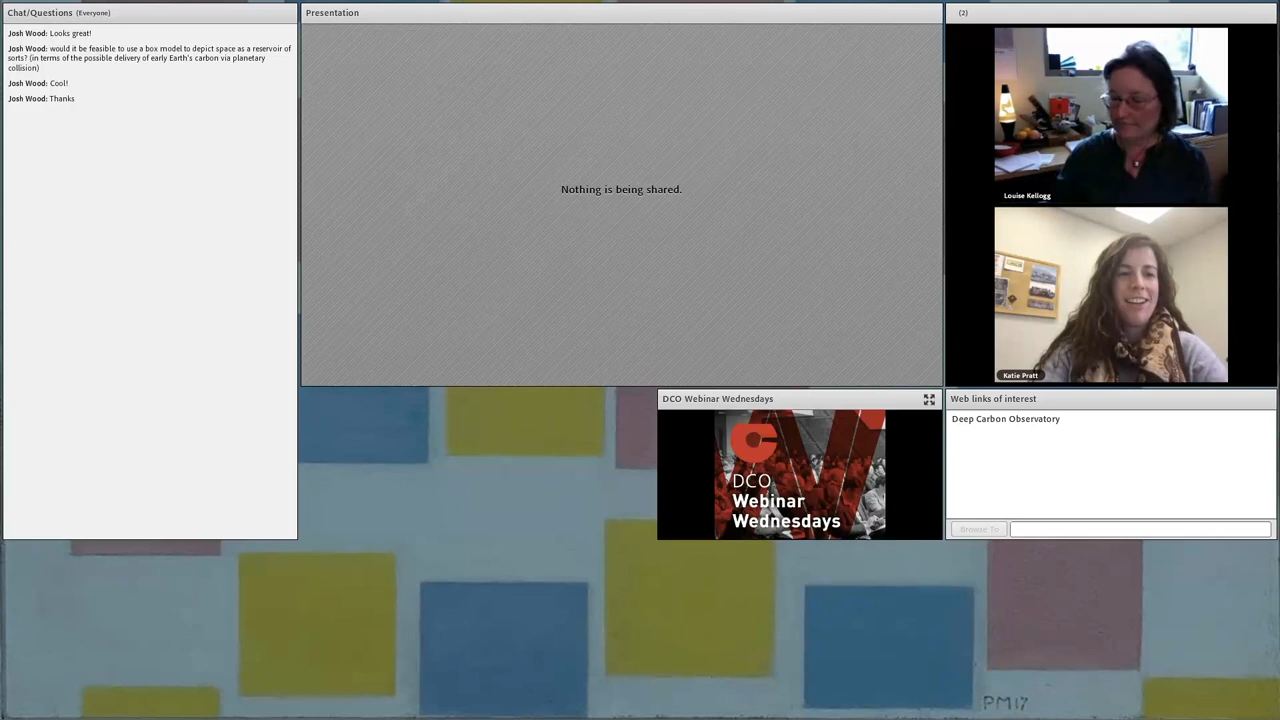 Chat/Questions (Everyone)
Josh Wood: Looks great!
Josh Wood: would it be feasible to use a box model to depict space as a reservoir of
sorts? (in terms of the possible delivery of early Earth's carbon via planetary
collision)
Josh Wood: Cool!
Josh Wood: Thanks
Presentation
Nothing is being shared.
(2)
Louise Kellogg
Katie Pratt
DCO Webinar Wednesdays
DCO
Webinar
Wednesdays
Web links of interest
Deep Carbon Observatory
Browse To
PM17